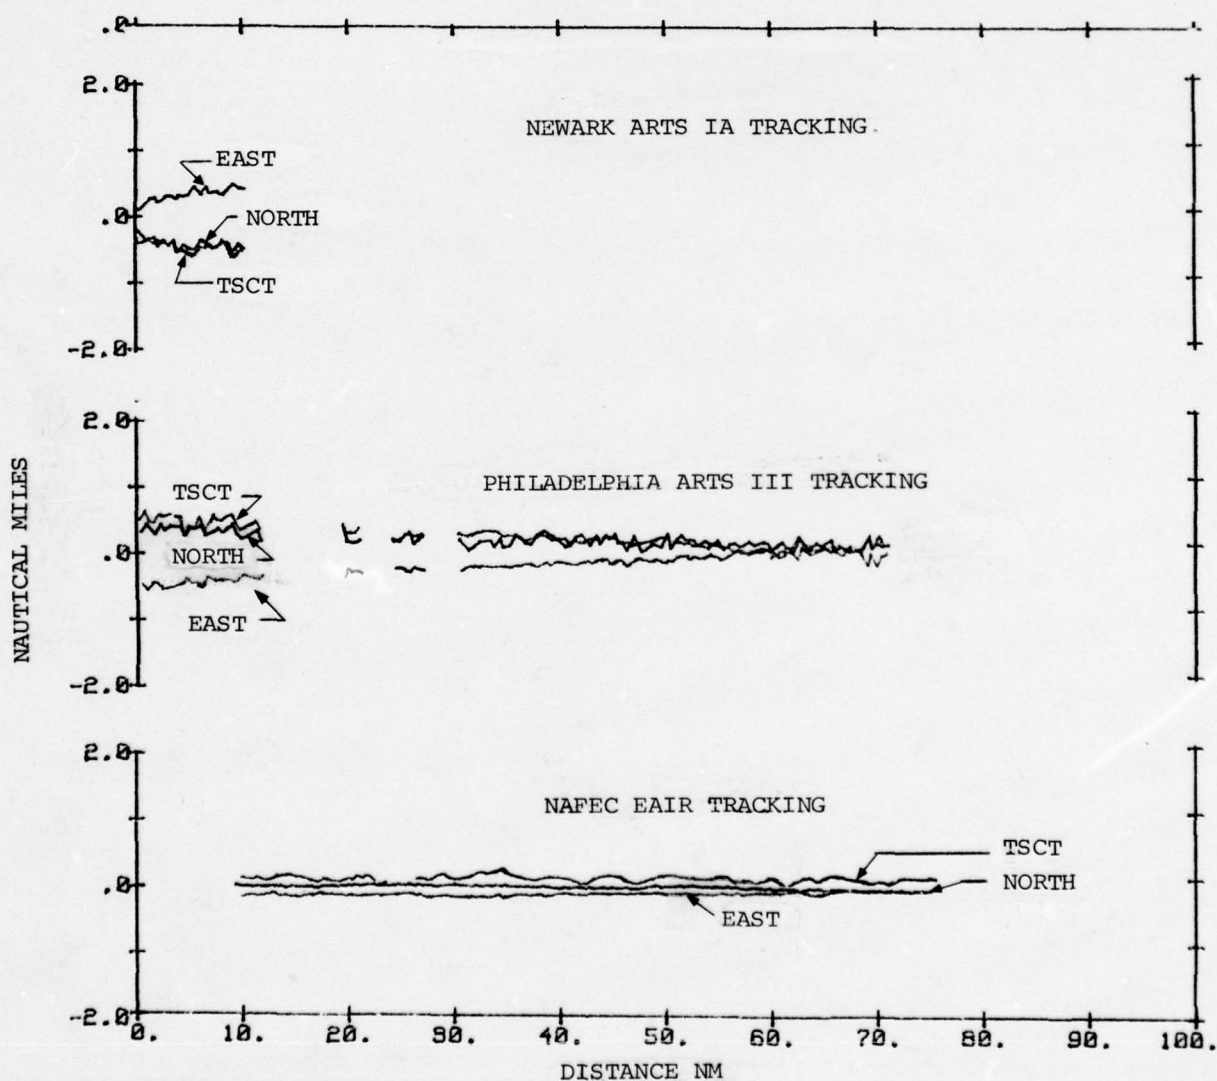 .0
2.0
NEWARK ARTS IA TRACKING
EAST
.0
NORTH
TSCT
-2.0
2.0
PHILADELPHIA ARTS III TRACKING
TSCT
.0
NORTH
EAST
-2.0
NAUTICAL MILES
2.0
NAFEC EAIR TRACKING
TSCT
.0
NORTH
EAST
-2.0
0. 10. 20. 30. 40. 50. 60. 70. 80. 90. 100.
DISTANCE NM